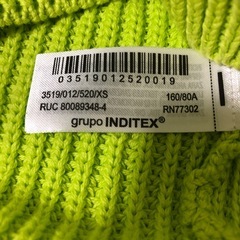 03519012520019
3519/012/520/XS 160/80A
RUC 80089348-4 RN77302
grupo INDITEX®